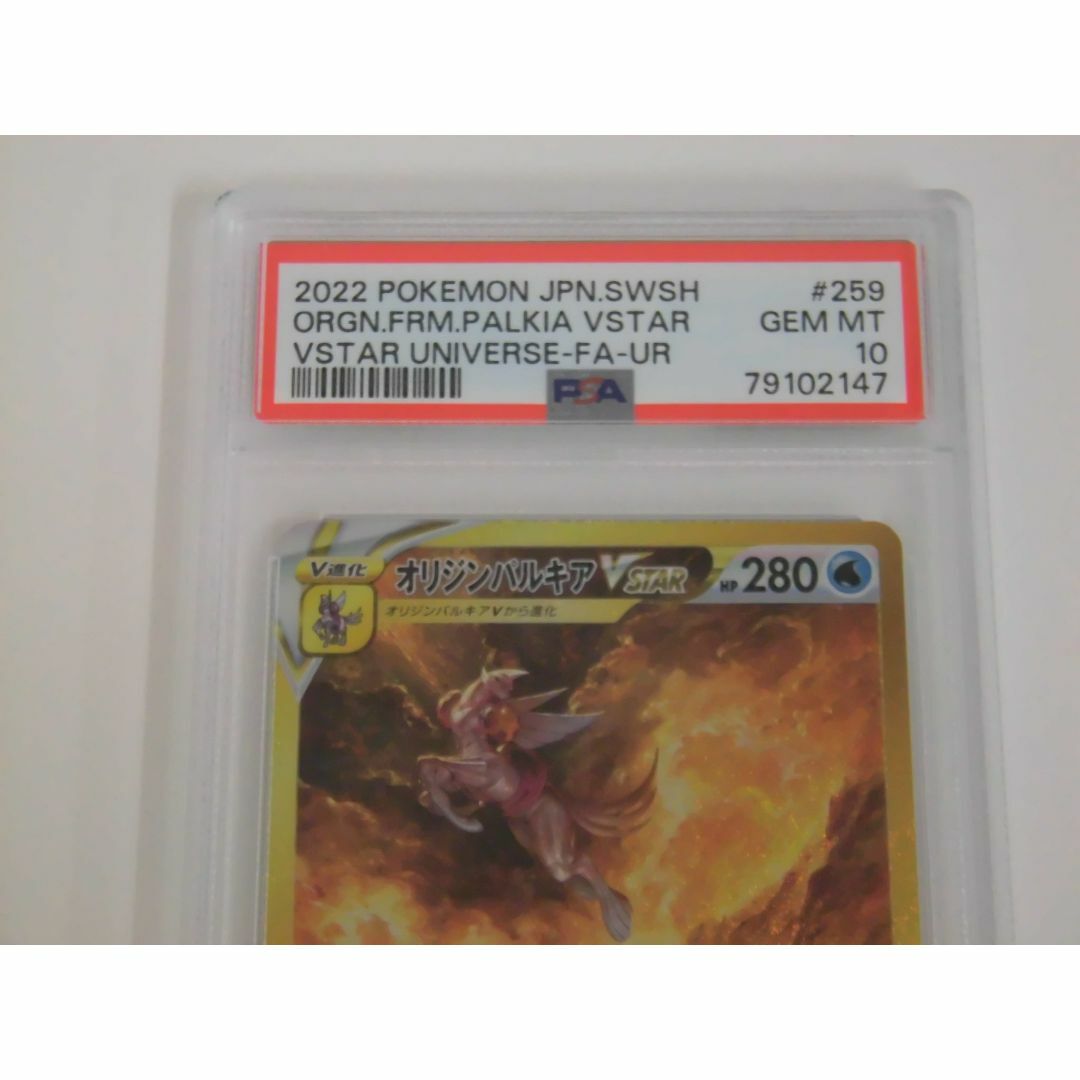 2022 POKEMON JPN.SWSH #259
ORGN.FRM.PALKIA VSTAR GEM MT
VSTAR UNIVERSE-FA-UR 10
PSA 79102147
V進化 オリジンパルキア VSTAR HP 280
オリジンパルキアVから進化